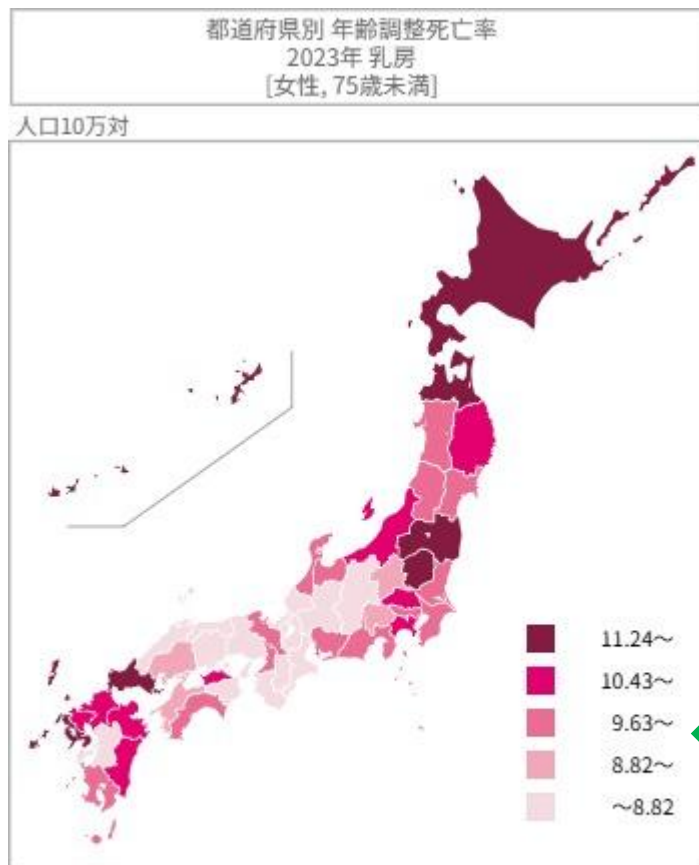 都道府県別 年齢調整死亡率
2023年 乳房
[女性, 75歳未満]
人口10万対
11.24～
10.43～
9.63～
8.82～
～8.82